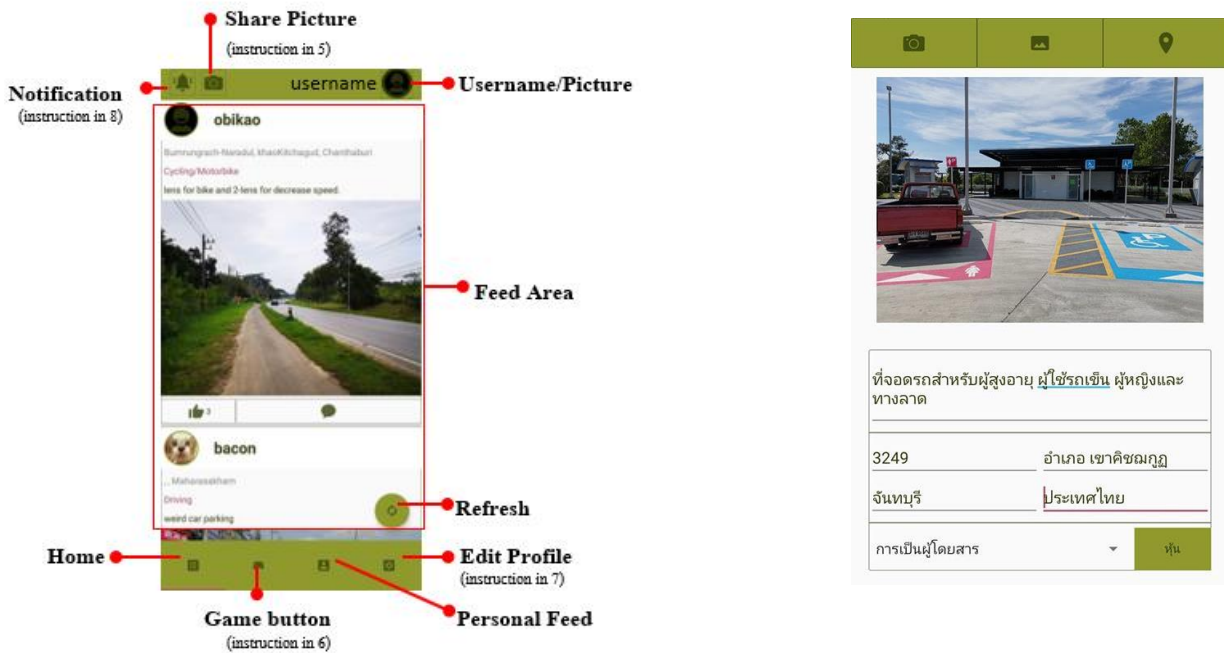 Share Picture
(instruction in 5)
Notification
(instruction in 8)
username
Username/Picture
obikao
Bumrungrach-Naradul, khaoKitchagud, Chanthaburi
Cycling/Motorbike
lens for bike and 2-lens for decrease speed.
Feed Area
3
bacon
, , Mahasarakham
Driving
weird car parking
Refresh
Home
Edit Profile
(instruction in 7)
Game button
(instruction in 6)
Personal Feed
ที่จอดรถสำหรับผู้สูงอายุ ผู้ใช้รถเข็น ผู้หญิงและ
ทางลาด
3249
อำเภอ เขาคิชฌกูฏ
จันทบุรี
ประเทศไทย
การเป็นผู้โดยสาร
หุ้น